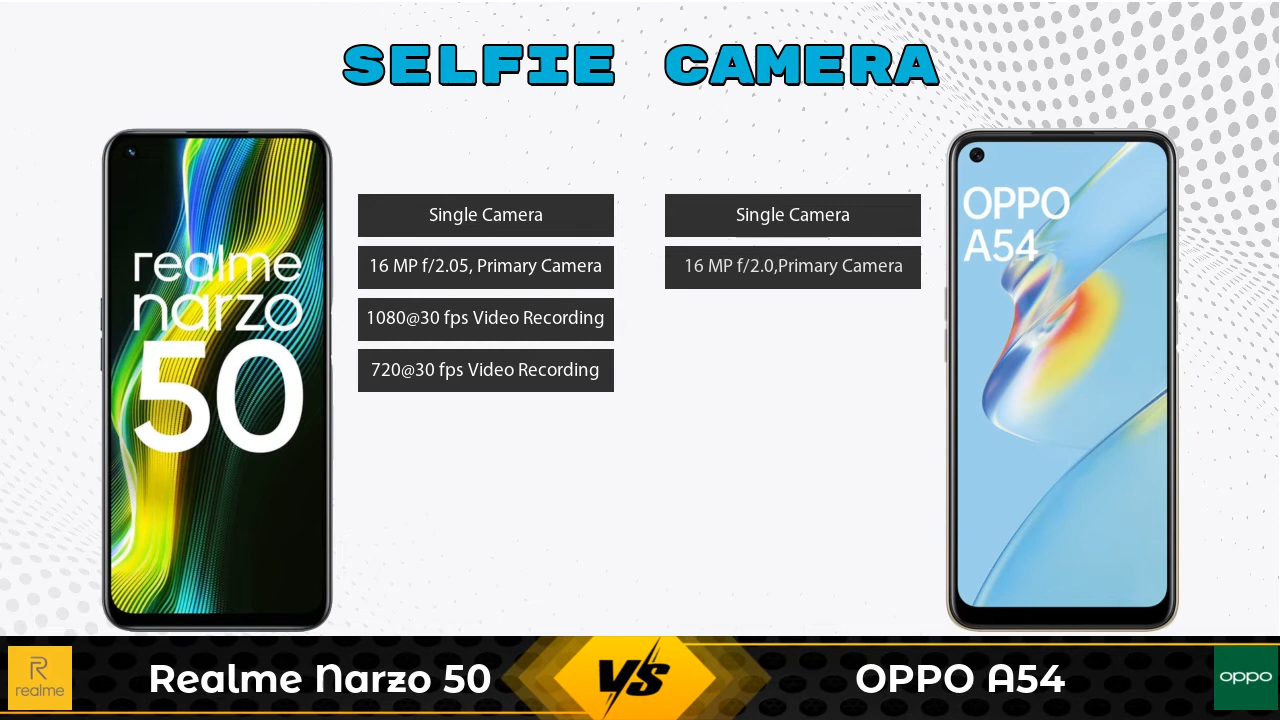 SELFIE CAMERA
realme
narzo
50
Single Camera
16 MP f/2.05, Primary Camera
1080@30 fps Video Recording
720@30 fps Video Recording
Single Camera
16 MP f/2.0,Primary Camera
OPPO
A54
realme
Realme Narzo 50
VS
OPPO A54
oppo